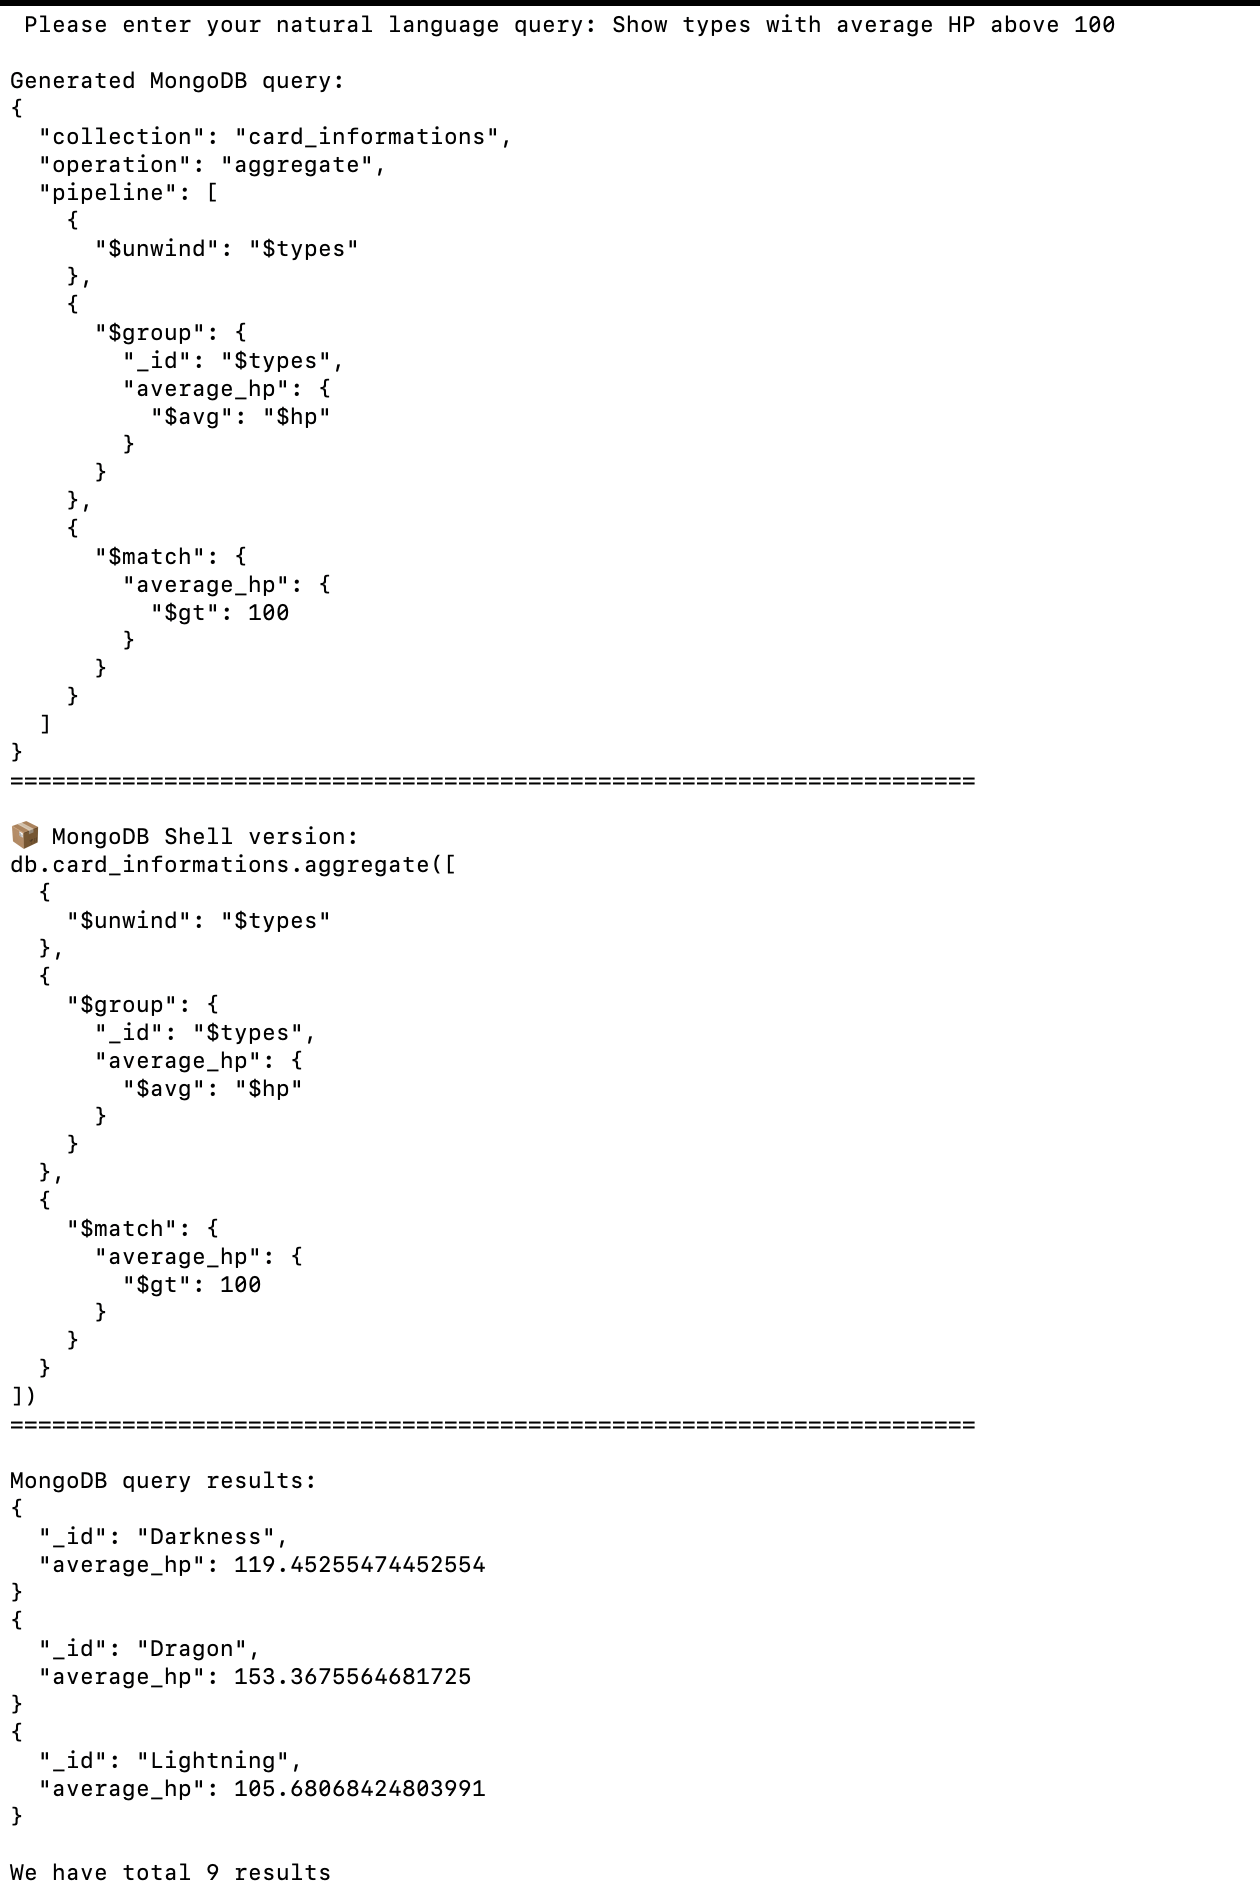 Please enter your natural language query: Show types with average HP above 100
Generated MongoDB query:
{
  "collection": "card_informations",
  "operation": "aggregate",
  "pipeline": [
    {
      "$unwind": "$types"
    },
    {
      "$group": {
        "_id": "$types",
        "average_hp": {
          "$avg": "$hp"
        }
      }
    },
    {
      "$match": {
        "average_hp": {
          "$gt": 100
        }
      }
    }
  ]
}
=====================================================================
📦 MongoDB Shell version:
db.card_informations.aggregate([
  {
    "$unwind": "$types"
  },
  {
    "$group": {
      "_id": "$types",
      "average_hp": {
        "$avg": "$hp"
      }
    }
  },
  {
    "$match": {
      "average_hp": {
        "$gt": 100
      }
    }
  }
])
=====================================================================
MongoDB query results:
{
  "_id": "Darkness",
  "average_hp": 119.45255474452554
}
{
  "_id": "Dragon",
  "average_hp": 153.3675564681725
}
{
  "_id": "Lightning",
  "average_hp": 105.68068424803991
}
We have total 9 results